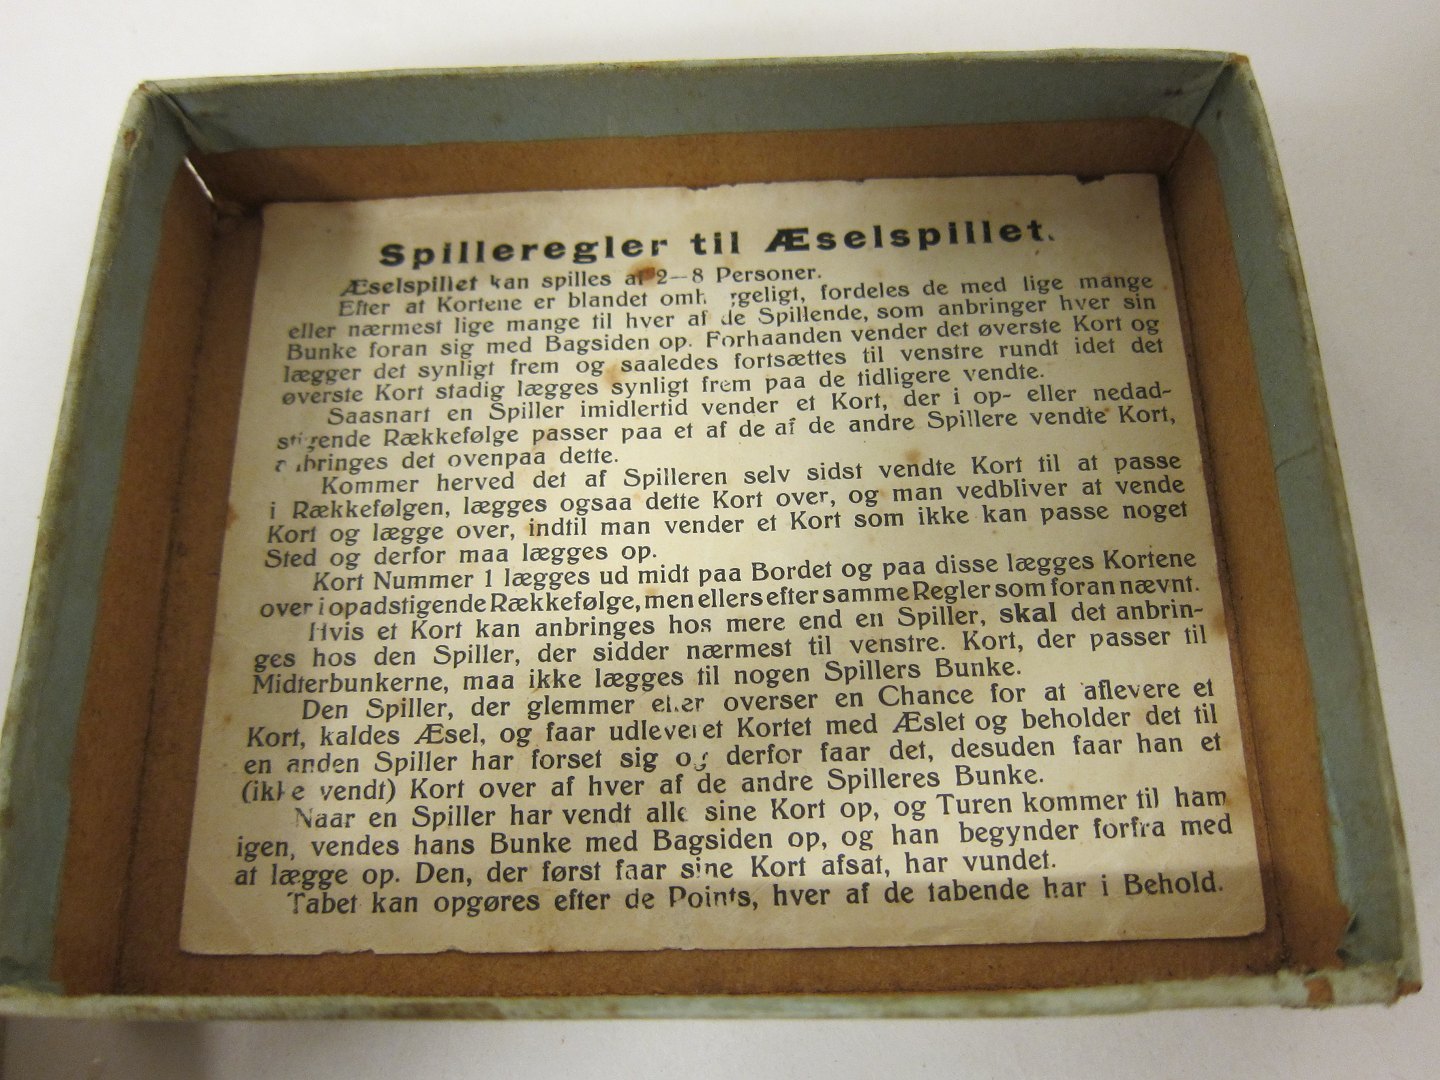 Spilleregler til Æselspillet.
Æselspillet kan spilles af 2—8 Personer.
Efter at Kortene er blandet fordeles de med lige mange
eller nærmest lige mange til hver af de Spillende, som anbringer hver sin
Bunke foran sig med Bagsiden op. Forhaanden vender det øverste Kort og
lægger det synligt frem og saaledes fortsættes til venstre rundt idet det
øverste Kort stadig lægges synligt frem paa de tidligere vendte.
Saasnart en Spiller imidlertid vender et Kort, der i op- eller nedad-
stigende Rækkefølge passer paa et af de af de andre Spillere vendte Kort,
anbringes det ovenpaa dette.
Kommer herved det af Spilleren selv sidst vendte Kort til at passe
i Rækkefølgen, lægges ogsaa dette Kort over, og man vedbliver at vende
Kort og lægge over, indtil man vender et Kort som ikke kan passe noget
Sted og derfor maa lægges op.
Kort Nummer 1 lægges ud midt paa Bordet og paa disse lægges Kortene
over i opadstigende Rækkefølge, men ellers efter samme Regler som foran nævnt.
Hvis et Kort kan anbringes hos mere end en Spiller, skal det anbrin-
ges hos den Spiller, der sidder nærmest til venstre. Kort, der passer til
Midterbunkerne, maa ikke lægges til nogen Spillers Bunke.
Den Spiller, der glemmer eller overser en Chance for at aflevere et
Kort, kaldes Æsel, og faar udleveret Kortet med Æslet og beholder det til
en anden Spiller har forset sig og derfor faar det, desuden faar han et
(ikke vendt) Kort over af hver af de andre Spilleres Bunke.
Naar en Spiller har vendt alle sine Kort op, og Turen kommer til ham
igen, vendes hans Bunke med Bagsiden op, og han begynder forfra med
at lægge op. Den, der først faar sine Kort afsat, har vundet.
Tabet kan opgøres efter de Points, hver af de tabende har i Behold.